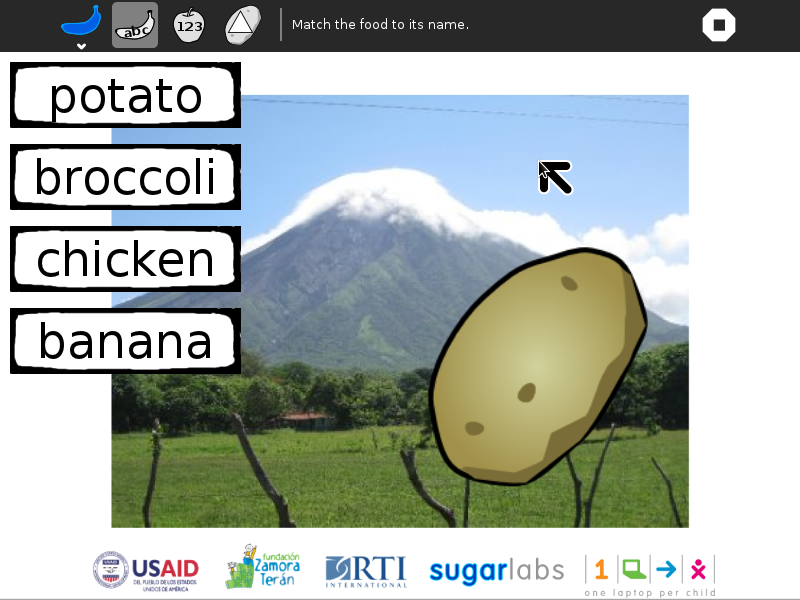 abc
123
Match the food to its name.
potato
broccoli
chicken
banana
USAID
DEL PUEBLO DE LOS ESTADOS
UNIDOS DE AMÉRICA
fundación
Zamora
Terán
RTI
INTERNATIONAL
sugarlabs
one laptop per child